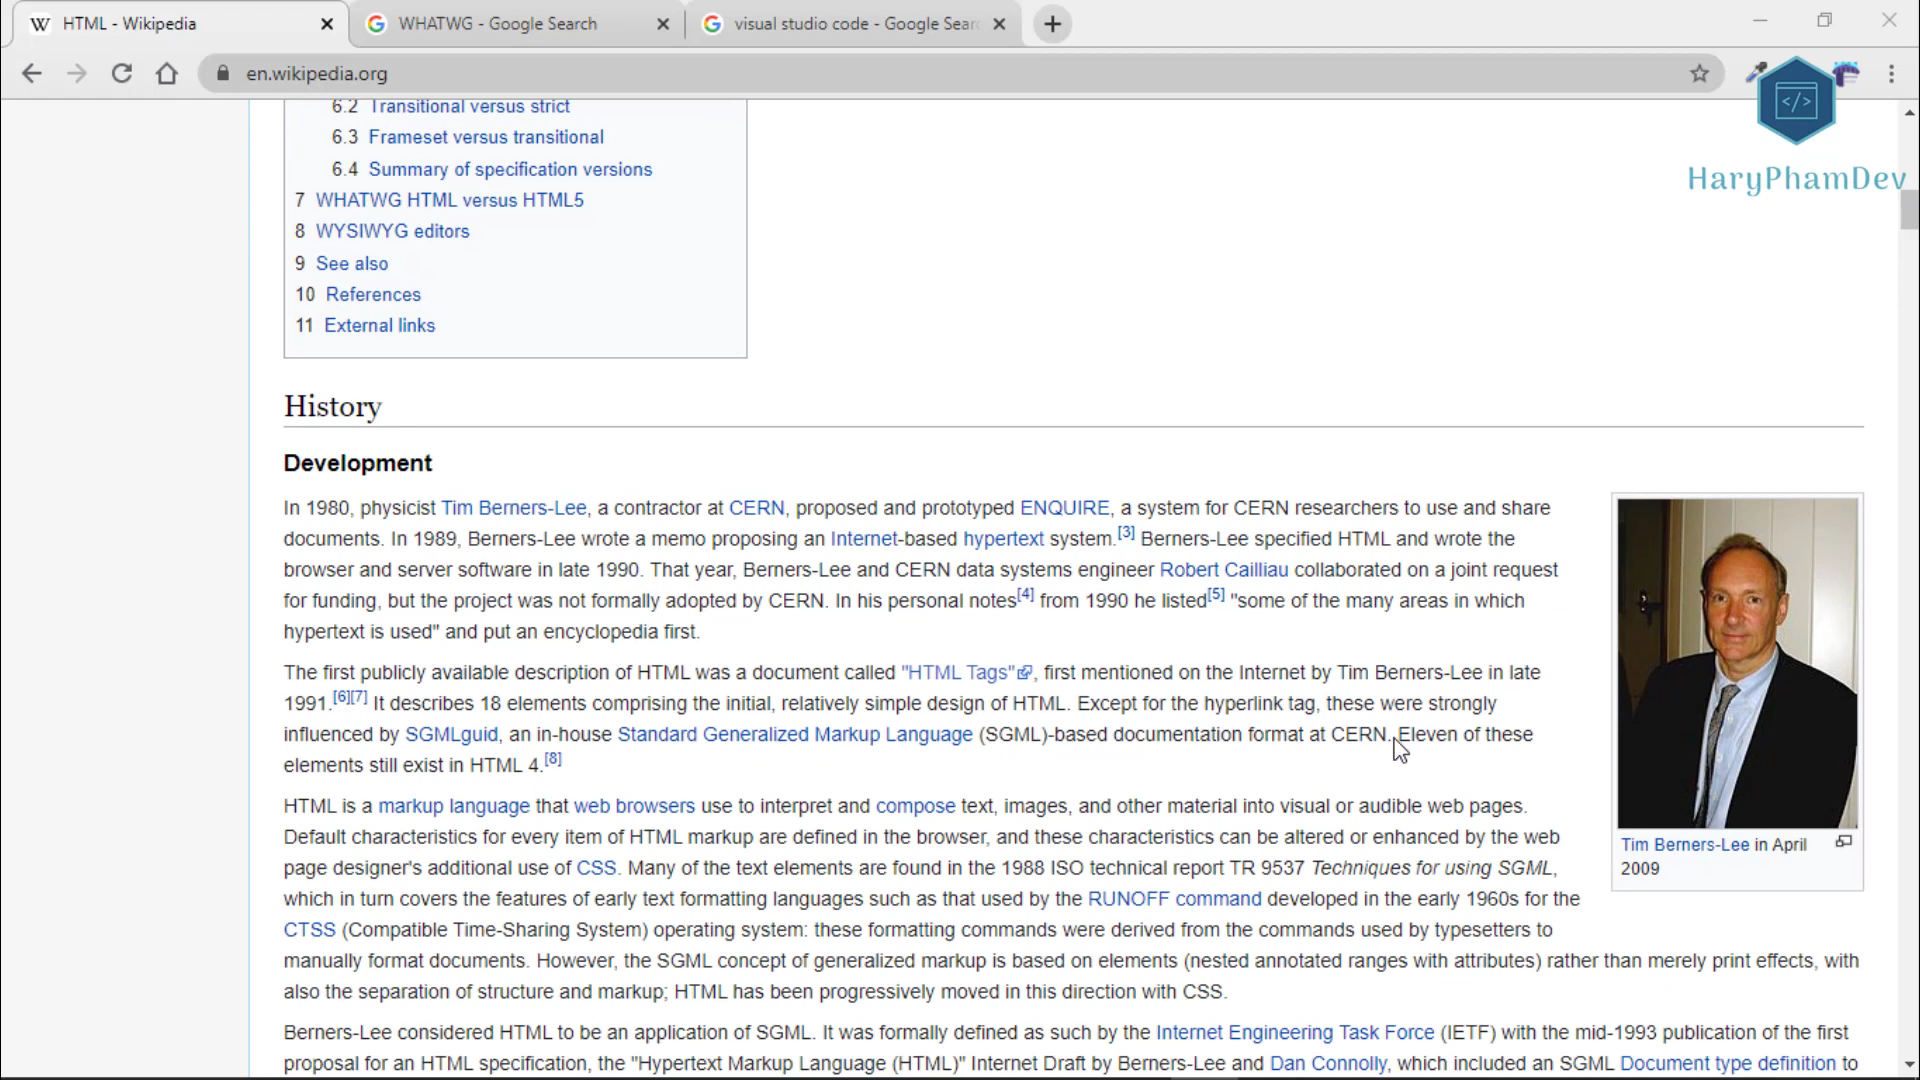 HTML - Wikipedia
WHATWG - Google Search
visual studio code - Google Sear
en.wikipedia.org
HaryPhamDev
6.2 Transitional versus strict
6.3 Frameset versus transitional
6.4 Summary of specification versions
7 WHATWG HTML versus HTML5
8 WYSIWYG editors
9 See also
10 References
11 External links
History
Development
In 1980, physicist Tim Berners-Lee, a contractor at CERN, proposed and prototyped ENQUIRE, a system for CERN researchers to use and share
documents. In 1989, Berners-Lee wrote a memo proposing an Internet-based hypertext system.[3] Berners-Lee specified HTML and wrote the
browser and server software in late 1990. That year, Berners-Lee and CERN data systems engineer Robert Cailliau collaborated on a joint request
for funding, but the project was not formally adopted by CERN. In his personal notes[4] from 1990 he listed[5] "some of the many areas in which
hypertext is used" and put an encyclopedia first.
The first publicly available description of HTML was a document called "HTML Tags", first mentioned on the Internet by Tim Berners-Lee in late
1991.[6][7] It describes 18 elements comprising the initial, relatively simple design of HTML. Except for the hyperlink tag, these were strongly
influenced by SGMLguid, an in-house Standard Generalized Markup Language (SGML)-based documentation format at CERN. Eleven of these
elements still exist in HTML 4.[8]
HTML is a markup language that web browsers use to interpret and compose text, images, and other material into visual or audible web pages.
Default characteristics for every item of HTML markup are defined in the browser, and these characteristics can be altered or enhanced by the web
page designer's additional use of CSS. Many of the text elements are found in the 1988 ISO technical report TR 9537 Techniques for using SGML,
which in turn covers the features of early text formatting languages such as that used by the RUNOFF command developed in the early 1960s for the
CTSS (Compatible Time-Sharing System) operating system: these formatting commands were derived from the commands used by typesetters to
manually format documents. However, the SGML concept of generalized markup is based on elements (nested annotated ranges with attributes) rather than merely print effects, with
also the separation of structure and markup; HTML has been progressively moved in this direction with CSS.
Berners-Lee considered HTML to be an application of SGML. It was formally defined as such by the Internet Engineering Task Force (IETF) with the mid-1993 publication of the first
proposal for an HTML specification, the "Hypertext Markup Language (HTML)" Internet Draft by Berners-Lee and Dan Connolly, which included an SGML Document type definition to
Tim Berners-Lee in April
2009